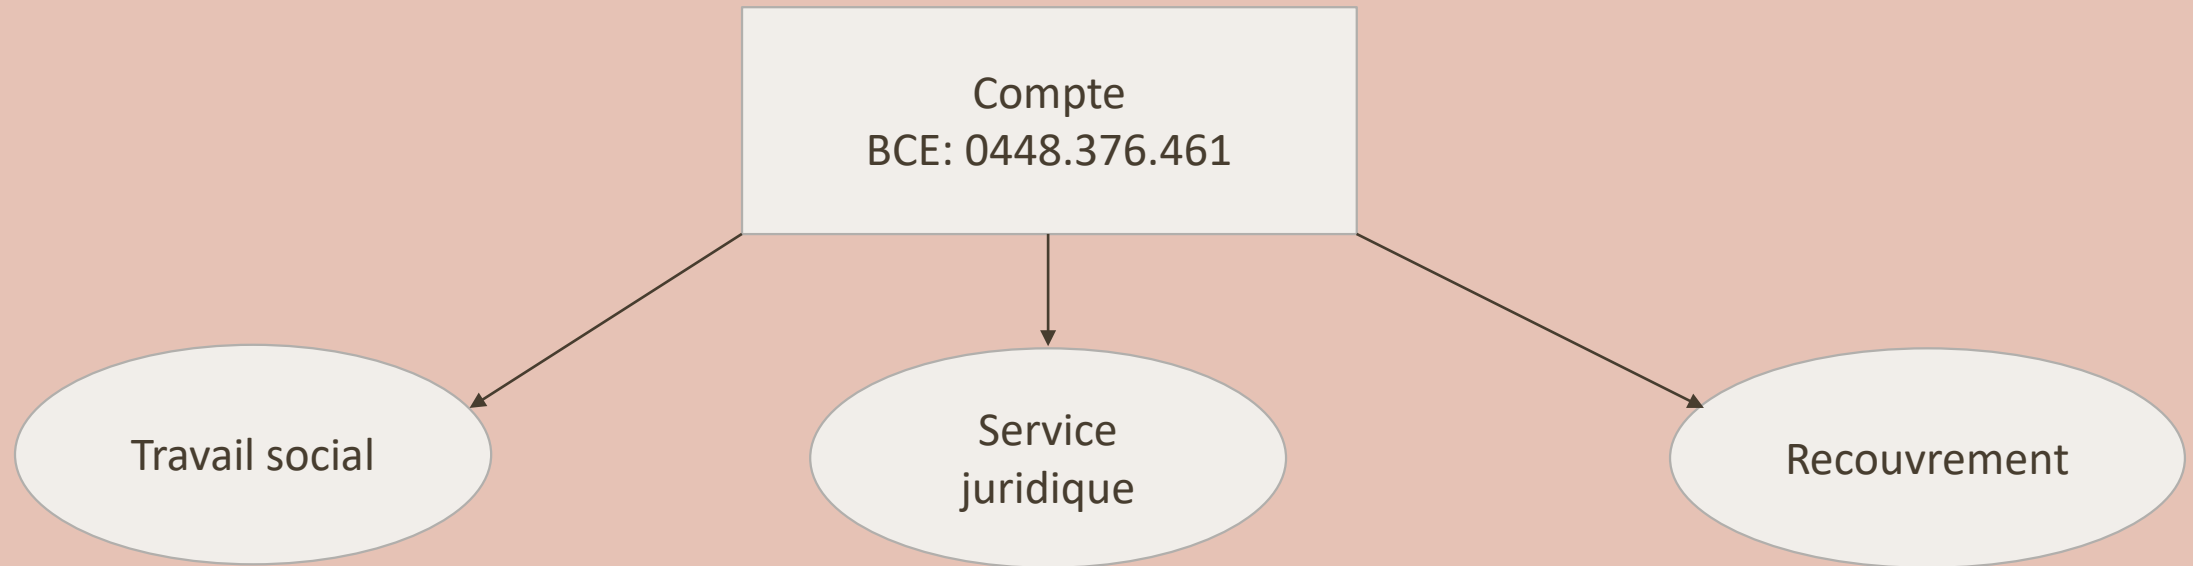 Compte
BCE: 0448.376.461
Travail social
Service
juridique
Recouvrement